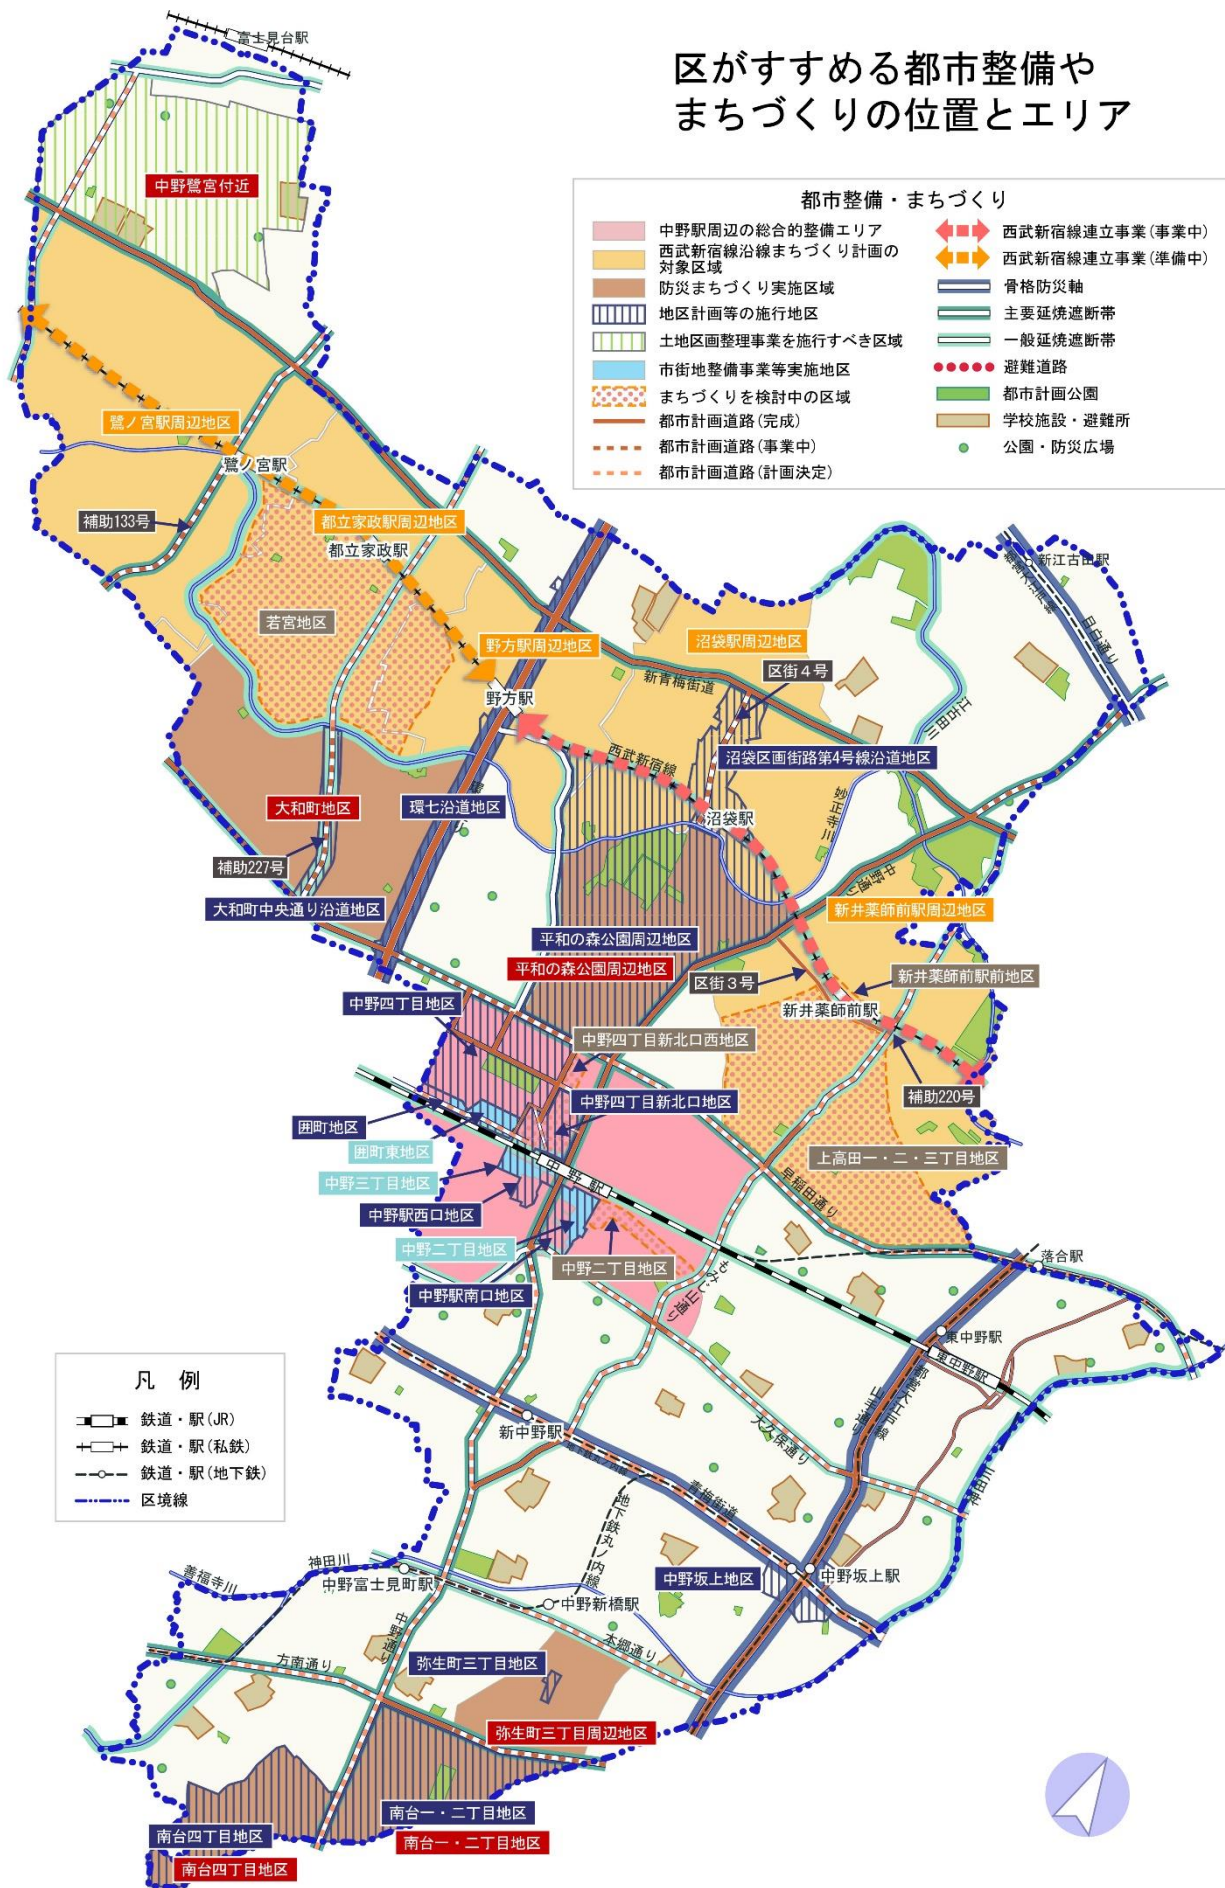 富士見台駅
区がすすめる都市整備や
まちづくりの位置とエリア
都市整備・まちづくり
中野駅周辺の総合的整備エリア
西武新宿線沿線まちづくり計画の
対象区域
防災まちづくり実施区域
地区計画等の施行地区
土地区画整理事業を施行すべき区域
市街地整備事業等実施地区
まちづくりを検討中の区域
都市計画道路(完成)
都市計画道路(事業中)
都市計画道路(計画決定)
西武新宿線連立事業(事業中)
西武新宿線連立事業(準備中)
骨格防災軸
主要延焼遮断帯
一般延焼遮断帯
避難道路
都市計画公園
学校施設・避難所
公園・防災広場
中野鷺宮付近
鷺ノ宮駅周辺地区
鷺ノ宮駅
補助133号
都立家政駅周辺地区
都立家政駅
若宮地区
野方駅周辺地区
野方駅
沼袋駅周辺地区
区街4号
新青梅街道
新江古田駅
目白通り
江古田川
西武新宿線
沼袋区画街路第4号線沿道地区
沼袋駅
妙正寺川
大和町地区
環七沿道地区
補助227号
大和町中央通り沿道地区
中野通り
新井薬師前駅周辺地区
平和の森公園周辺地区
平和の森公園周辺地区
区街3号
新井薬師前駅前地区
新井薬師前駅
中野四丁目地区
中野四丁目新北口西地区
補助220号
中野四丁目新北口地区
囲町地区
囲町東地区
上高田一・二・三丁目地区
中野三丁目地区
中野駅
早稲田通り
中野駅西口地区
中野二丁目地区
中野二丁目地区
中野駅南口地区
もみじ山通り
落合駅
東中野駅
東中野駅
都営大江戸線
山手通り
大久保通り
新中野駅
青梅街道
地下鉄丸ノ内線
凡 例
鉄道・駅(JR)
鉄道・駅(私鉄)
鉄道・駅(地下鉄)
区境線
善福寺川
神田川
中野富士見町駅
中野新橋駅
中野坂上地区
中野坂上駅
中野通り
本郷通り
方南通り
弥生町三丁目地区
弥生町三丁目周辺地区
南台一・二丁目地区
南台一・二丁目地区
南台四丁目地区
南台四丁目地区